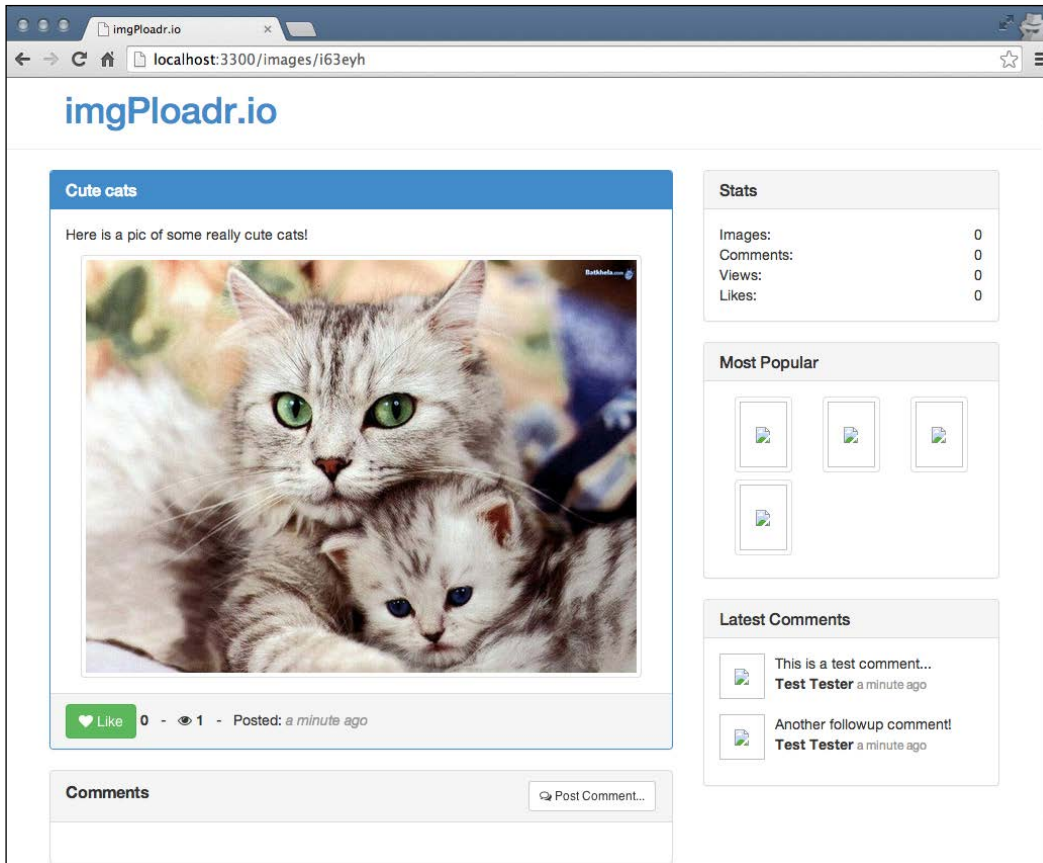 imgPloadr.io
localhost:3300/images/i63eyh
imgPloadr.io
Cute cats
Here is a pic of some really cute cats!
Batkhela.com
Like 0 - 1 - Posted: a minute ago
Comments
Post Comment...
Stats
Images: 0
Comments: 0
Views: 0
Likes: 0
Most Popular
Latest Comments
This is a test comment...
Test Tester a minute ago
Another followup comment!
Test Tester a minute ago